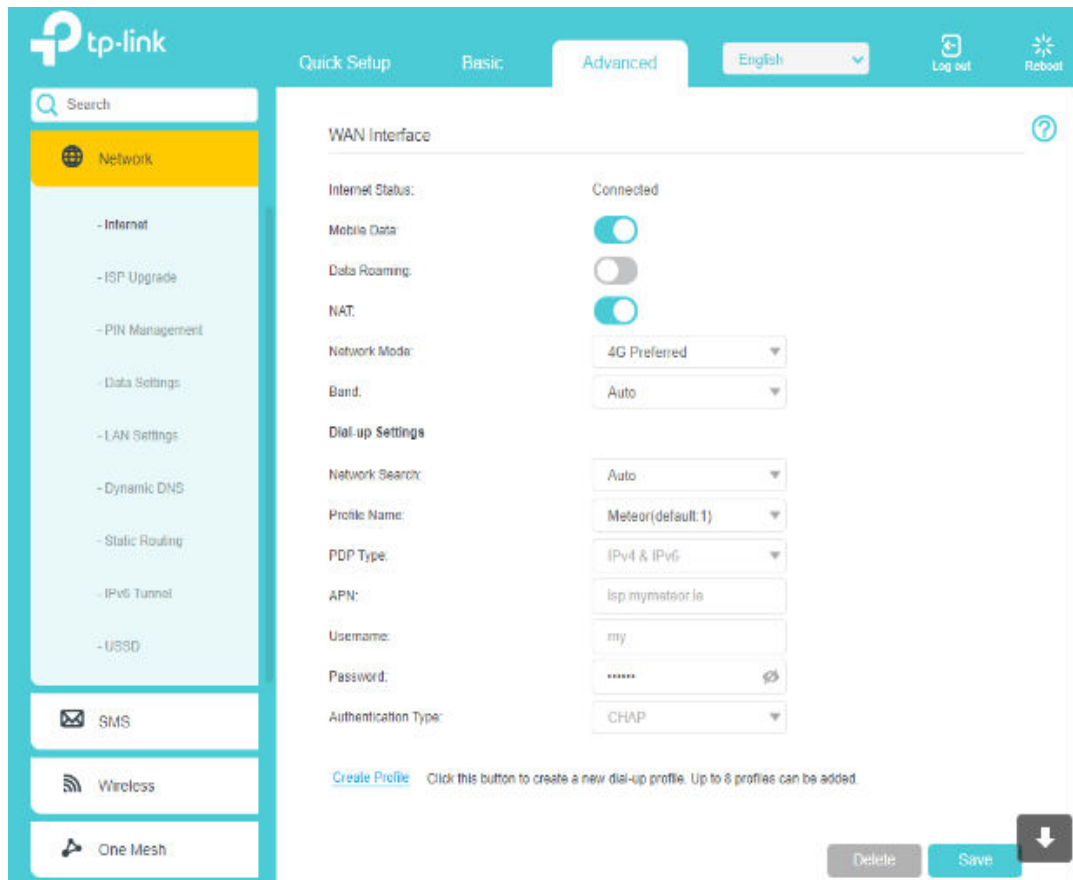 tp-link
Quick Setup Basic Advanced English Log out Reboot
Search
Network
- Internet
- ISP Upgrade
- PIN Management
- Data Settings
- LAN Settings
- Dynamic DNS
- Static Routing
- IPv6 Tunnel
- USSD
SMS
Wireless
One Mesh
WAN Interface
Internet Status: Connected
Mobile Data:
Data Roaming:
NAT:
Network Mode: 4G Preferred
Band: Auto
Dial-up Settings
Network Search: Auto
Profile Name: Meteor(default:1)
PDP Type: IPv4 & IPv6
APN: isp.mymeteor.ie
Username: my
Password: ••••••
Authentication Type: CHAP
Create Profile Click this button to create a new dial-up profile. Up to 8 profiles can be added.
Delete Save